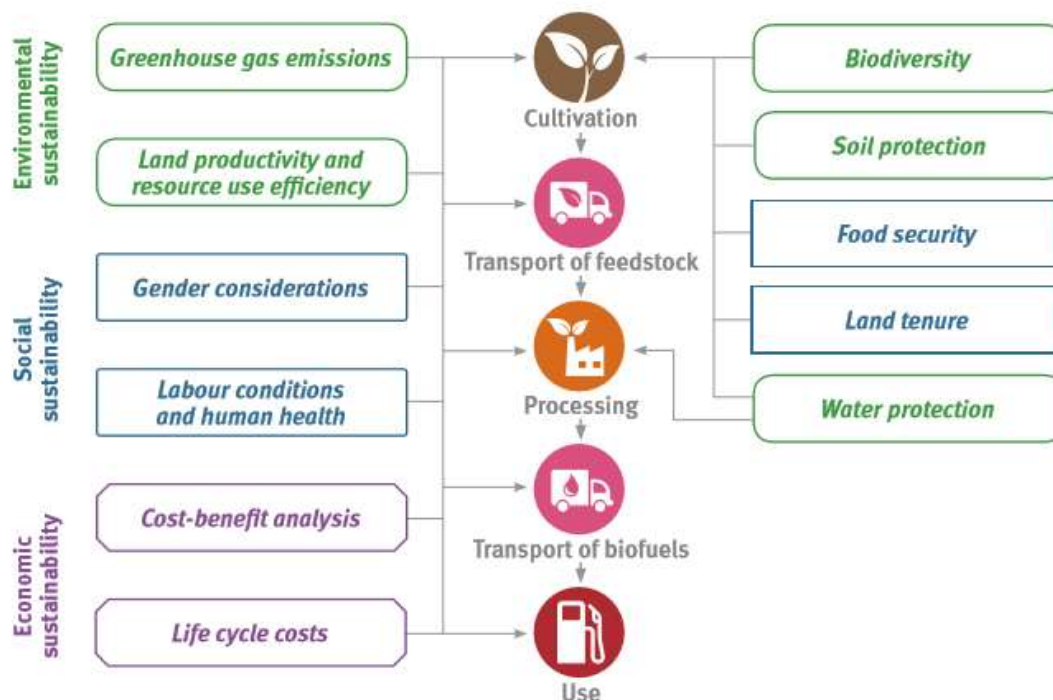 Environmental
sustainability
Greenhouse gas emissions
Land productivity and
resource use efficiency
Social
sustainability
Gender considerations
Labour conditions
and human health
Economic
sustainability
Cost-benefit analysis
Life cycle costs
Cultivation
Transport of feedstock
Processing
Transport of biofuels
Use
Biodiversity
Soil protection
Food security
Land tenure
Water protection